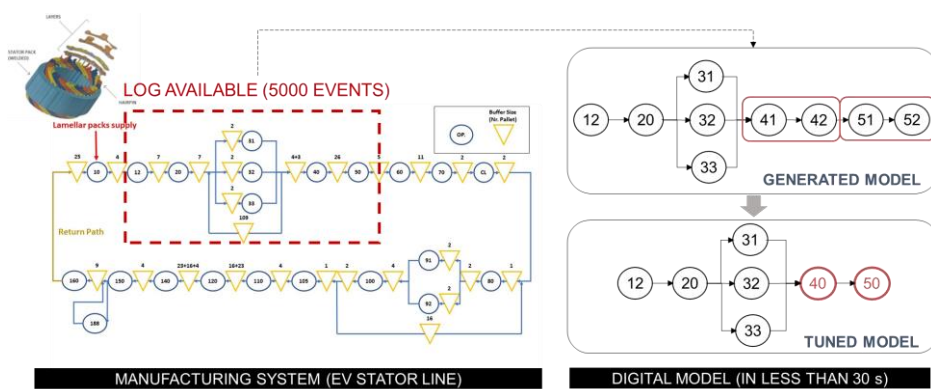 LAYERS
STATOR PACK
(WELDED)
HAIRPIN
Lamellar packs supply
LOG AVAILABLE (5000 EVENTS)
Buffer Size
(Nr. Pallet)
OP.
25 4 7 7 2 2 2 100 4+3 26 5 11 2 2
10 12 20 31 32 33 40 50 60 70 CL
Return Path
9 4 23+16+4 16+23 4 1 2 4 2 2 2 1
160 150 140 120 110 105 100 91 92 80
16
MANUFACTURING SYSTEM (EV STATOR LINE)
31
12 20 32 41 42 51 52
33
GENERATED MODEL
31
12 20 32 40 50
33
TUNED MODEL
DIGITAL MODEL (IN LESS THAN 30 s)